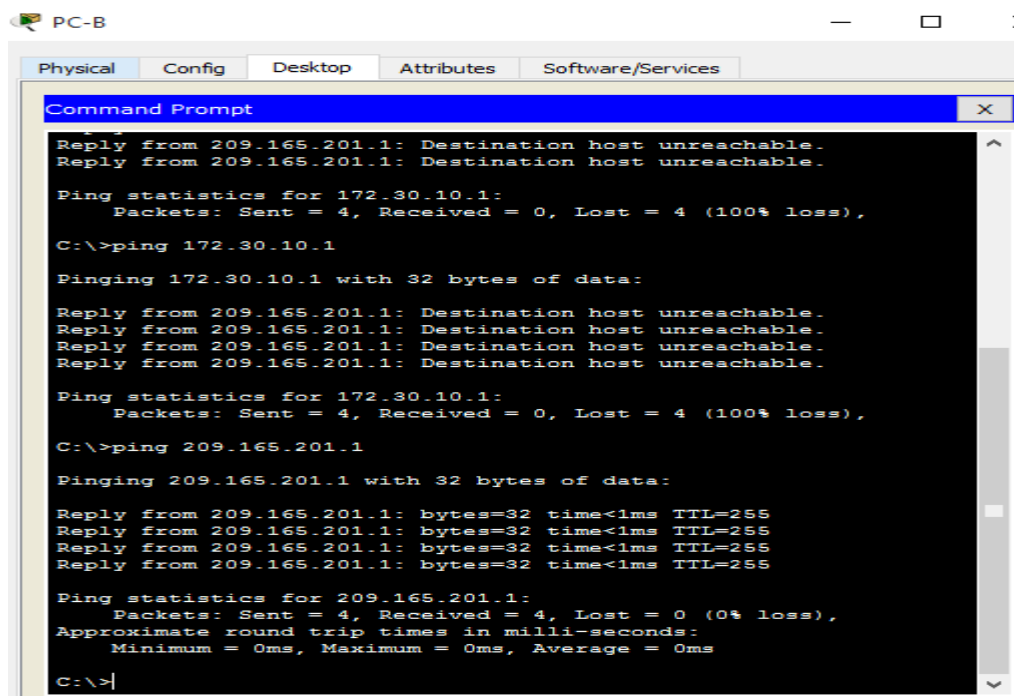 PC-B
Physical Config Desktop Attributes Software/Services
Command Prompt X
Reply from 209.165.201.1: Destination host unreachable.
Reply from 209.165.201.1: Destination host unreachable.
Ping statistics for 172.30.10.1:
Packets: Sent = 4, Received = 0, Lost = 4 (100% loss),
C:\>ping 172.30.10.1
Pinging 172.30.10.1 with 32 bytes of data:
Reply from 209.165.201.1: Destination host unreachable.
Reply from 209.165.201.1: Destination host unreachable.
Reply from 209.165.201.1: Destination host unreachable.
Reply from 209.165.201.1: Destination host unreachable.
Ping statistics for 172.30.10.1:
Packets: Sent = 4, Received = 0, Lost = 4 (100% loss),
C:\>ping 209.165.201.1
Pinging 209.165.201.1 with 32 bytes of data:
Reply from 209.165.201.1: bytes=32 time<1ms TTL=255
Reply from 209.165.201.1: bytes=32 time<1ms TTL=255
Reply from 209.165.201.1: bytes=32 time<1ms TTL=255
Reply from 209.165.201.1: bytes=32 time<1ms TTL=255
Ping statistics for 209.165.201.1:
Packets: Sent = 4, Received = 4, Lost = 0 (0% loss),
Approximate round trip times in milli-seconds:
Minimum = 0ms, Maximum = 0ms, Average = 0ms
C:\>